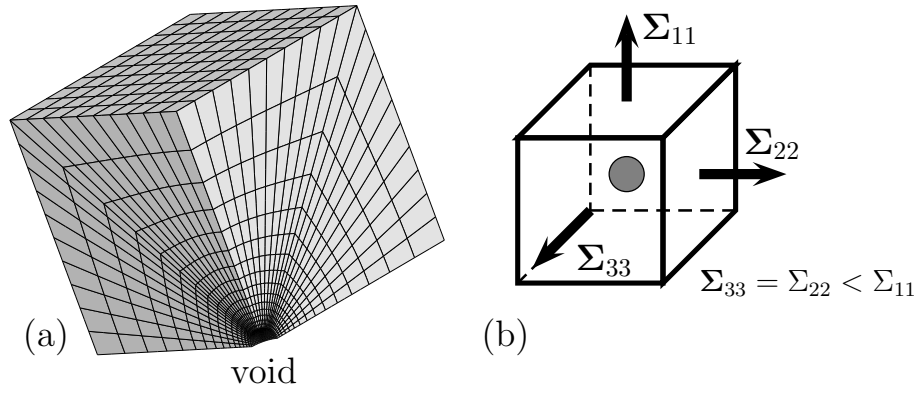 Σ₁₁
Σ₂₂
Σ₃₃
Σ₃₃ = Σ₂₂ < Σ₁₁
(a)
(b)
void